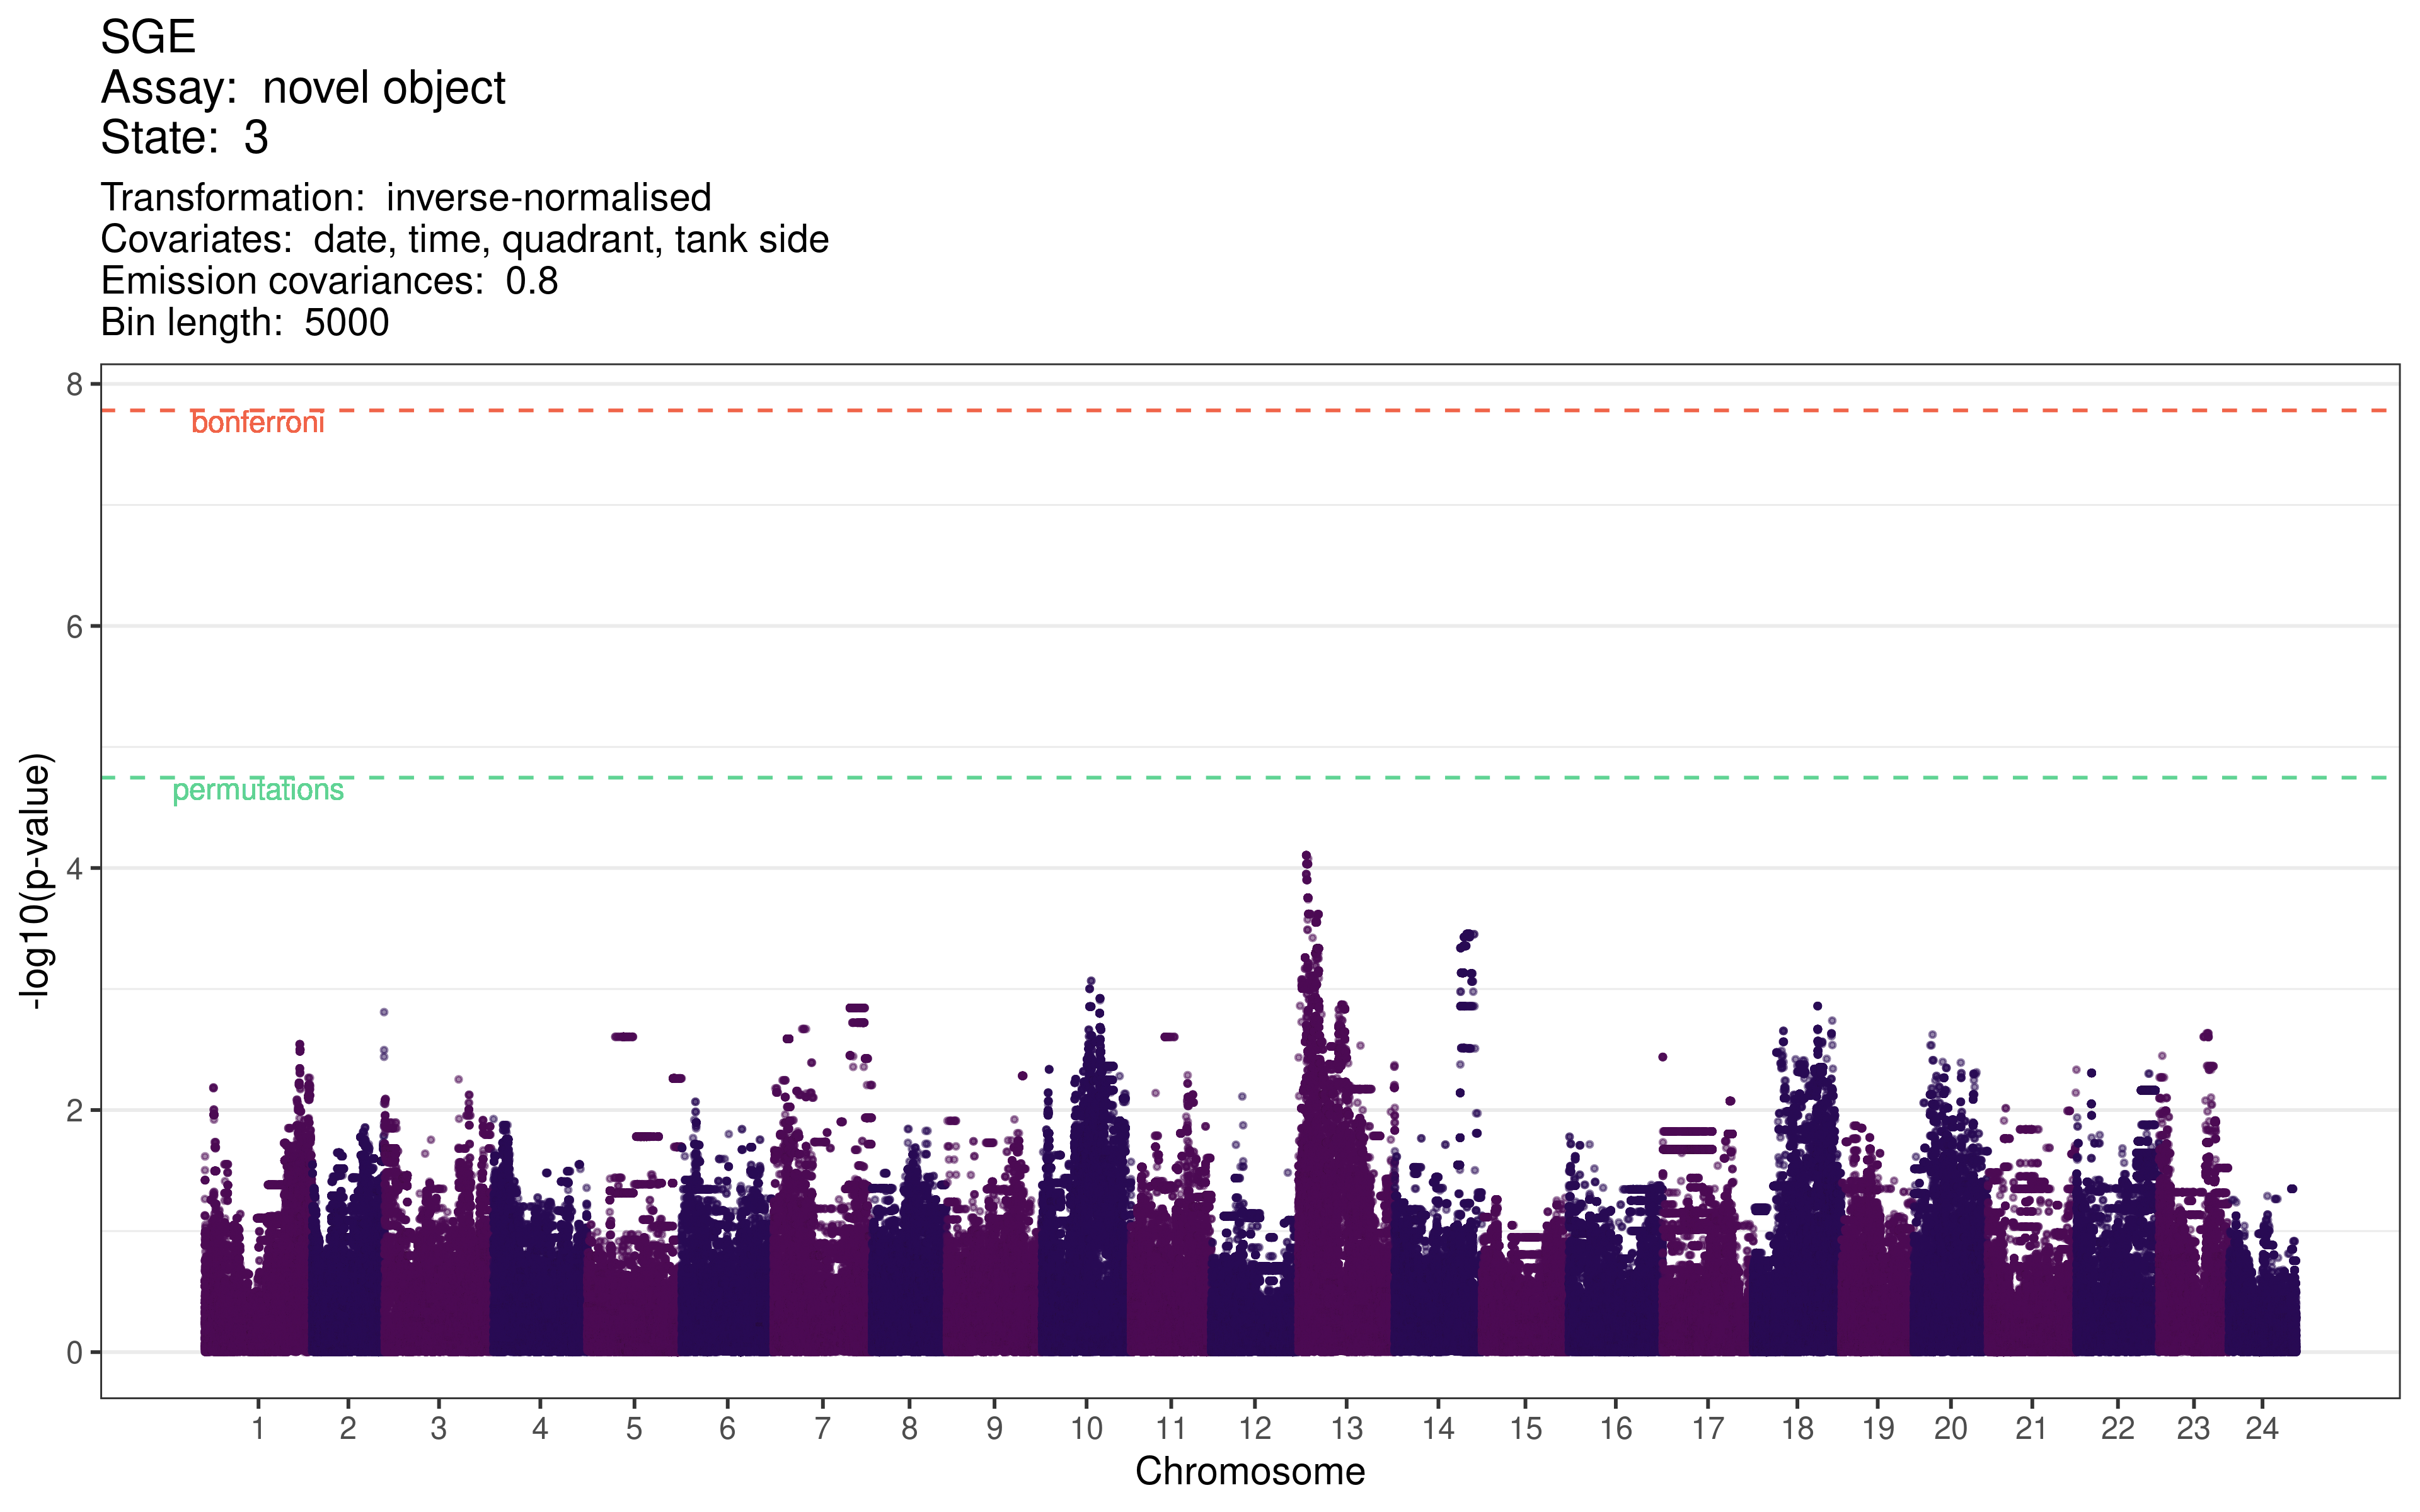 SGE
Assay:  novel object
State:  3
Transformation:  inverse-normalised
Covariates:  date, time, quadrant, tank side
Emission covariances:  0.8
Bin length:  5000
8
bonferroni
6
permutations
4
2
0
-log10(p-value)
1 2 3 4 5 6 7 8 9 10 11 12 13 14 15 16 17 18 19 20 21 22 23 24
Chromosome